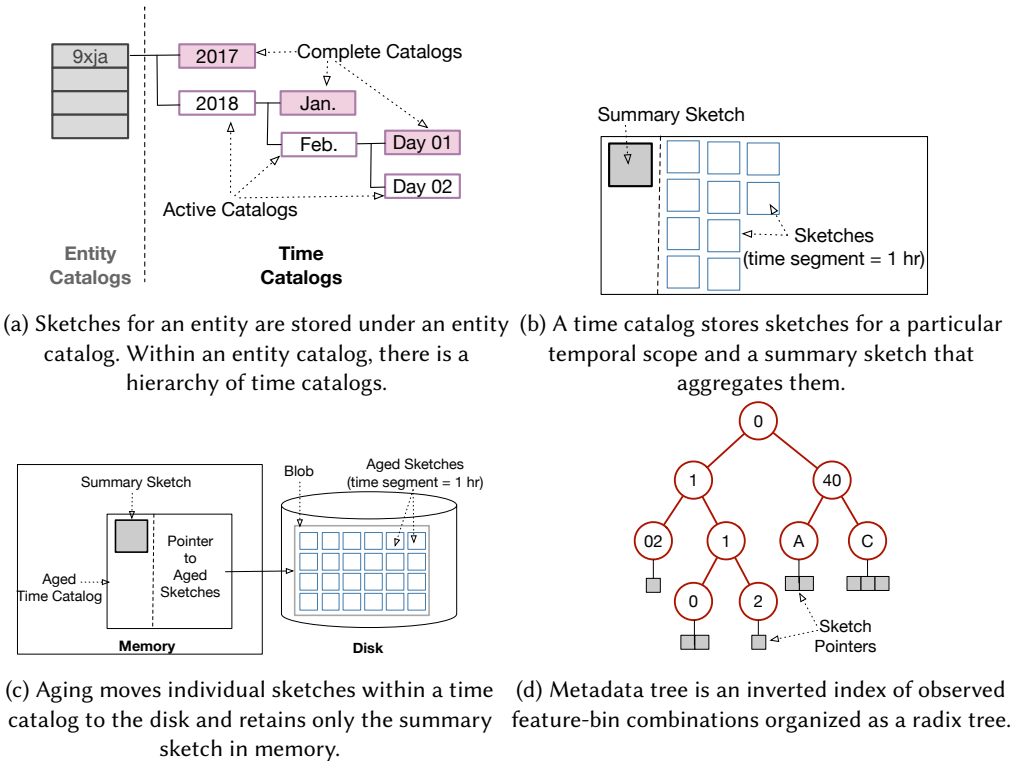 9xja
2017
Complete Catalogs
2018
Jan.
Feb.
Day 01
Day 02
Active Catalogs
Entity
Catalogs
Time
Catalogs
(a) Sketches for an entity are stored under an entity
catalog. Within an entity catalog, there is a
hierarchy of time catalogs.
Summary Sketch
Sketches
(time segment = 1 hr)
(b) A time catalog stores sketches for a particular
temporal scope and a summary sketch that
aggregates them.
Summary Sketch
Pointer
to
Aged
Sketches
Aged
Time Catalog
Memory
Blob
Aged Sketches
(time segment = 1 hr)
Disk
(c) Aging moves individual sketches within a time
catalog to the disk and retains only the summary
sketch in memory.
0
1
40
02
1
A
C
0
2
Sketch
Pointers
(d) Metadata tree is an inverted index of observed
feature-bin combinations organized as a radix tree.